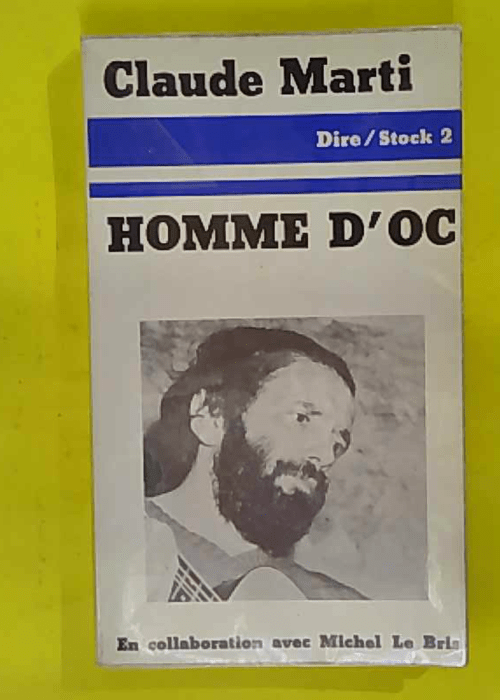 Claude Marti
Dire/Stock 2
HOMME D'OC
En collaboration avec Michel Le Bris